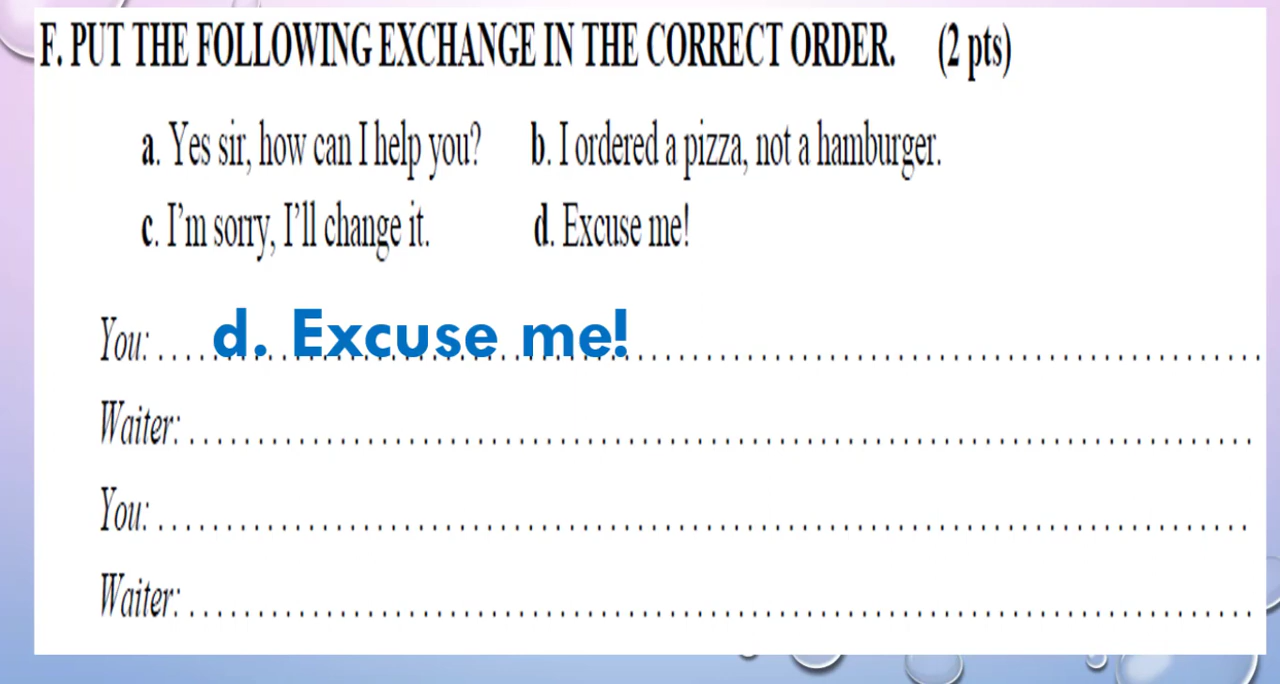 F. PUT THE FOLLOWING EXCHANGE IN THE CORRECT ORDER. (2 pts)
a. Yes sir, how can I help you? b. I ordered a pizza, not a hamburger.
c. I'm sorry, I'll change it. d. Excuse me!
You: .... d. Excuse me! ..............................................
Waiter: ..............................................................................
You: ................................................................................
Waiter: ..............................................................................